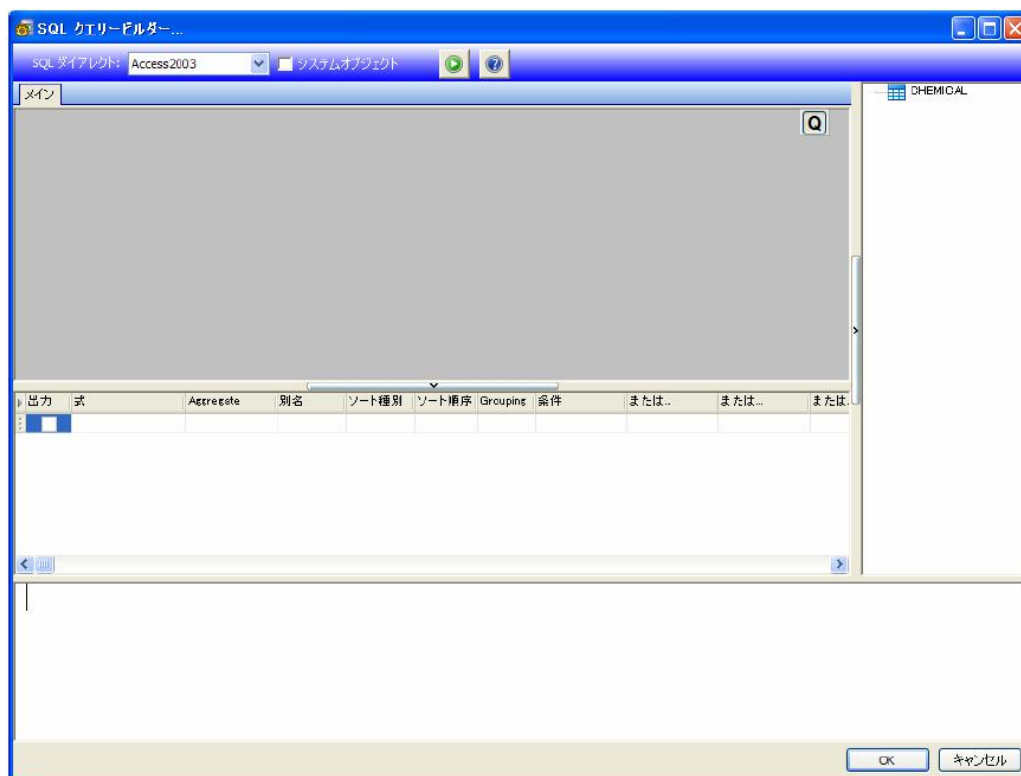 SQL クエリービルダー...
SQL ダイアレクト: Access2003 システムオブジェクト
メイン
Q
CHEMICAL
出力 式 Aggregate 別名 ソート種別 ソート順序 Grouping 条件 または... または... または.
OK キャンセル